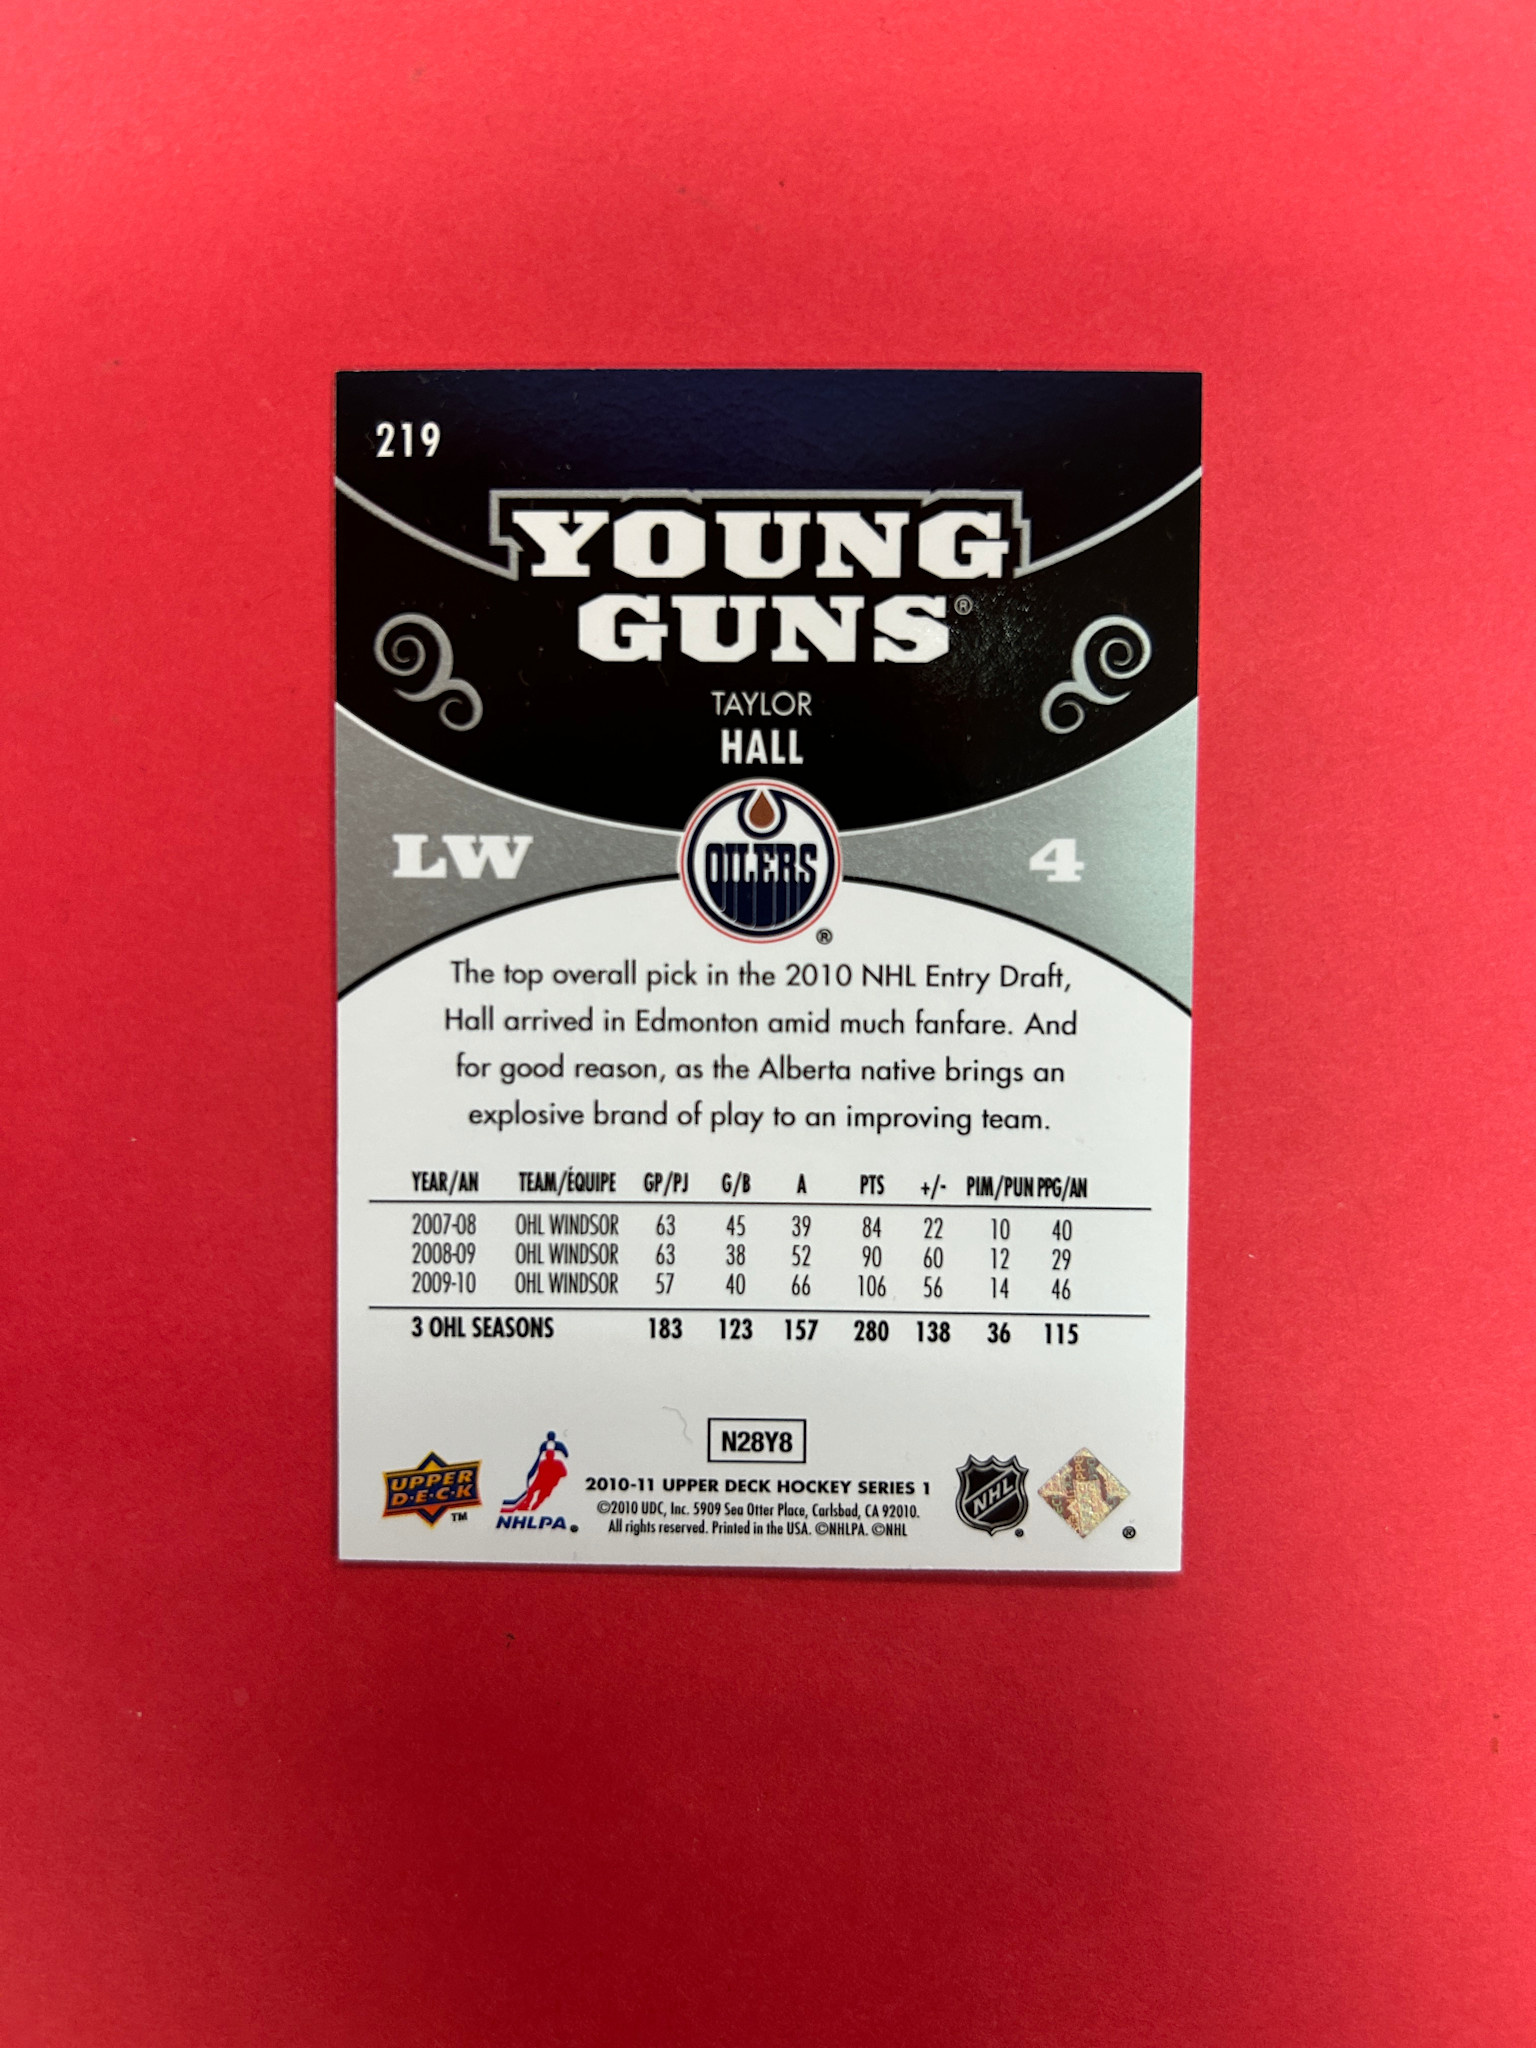 219
YOUNG
GUNS®
TAYLOR
HALL
LW
OILERS
4
®
The top overall pick in the 2010 NHL Entry Draft,
Hall arrived in Edmonton amid much fanfare. And
for good reason, as the Alberta native brings an
explosive brand of play to an improving team.
YEAR/AN TEAM/ÉQUIPE GP/PJ G/B A PTS +/- PIM/PUN PPG/AN
2007-08 OHL WINDSOR 63 45 39 84 22 10 40
2008-09 OHL WINDSOR 63 38 52 90 60 12 29
2009-10 OHL WINDSOR 57 40 66 106 56 14 46
3 OHL SEASONS 183 123 157 280 138 36 115
N28Y8
UPPER
D·E·C·K
TM
NHLPA®
2010-11 UPPER DECK HOCKEY SERIES 1
©2010 UDC, Inc. 5909 Sea Otter Place, Carlsbad, CA 92010.
All rights reserved. Printed in the USA. ©NHLPA. ©NHL
NHL
®
®